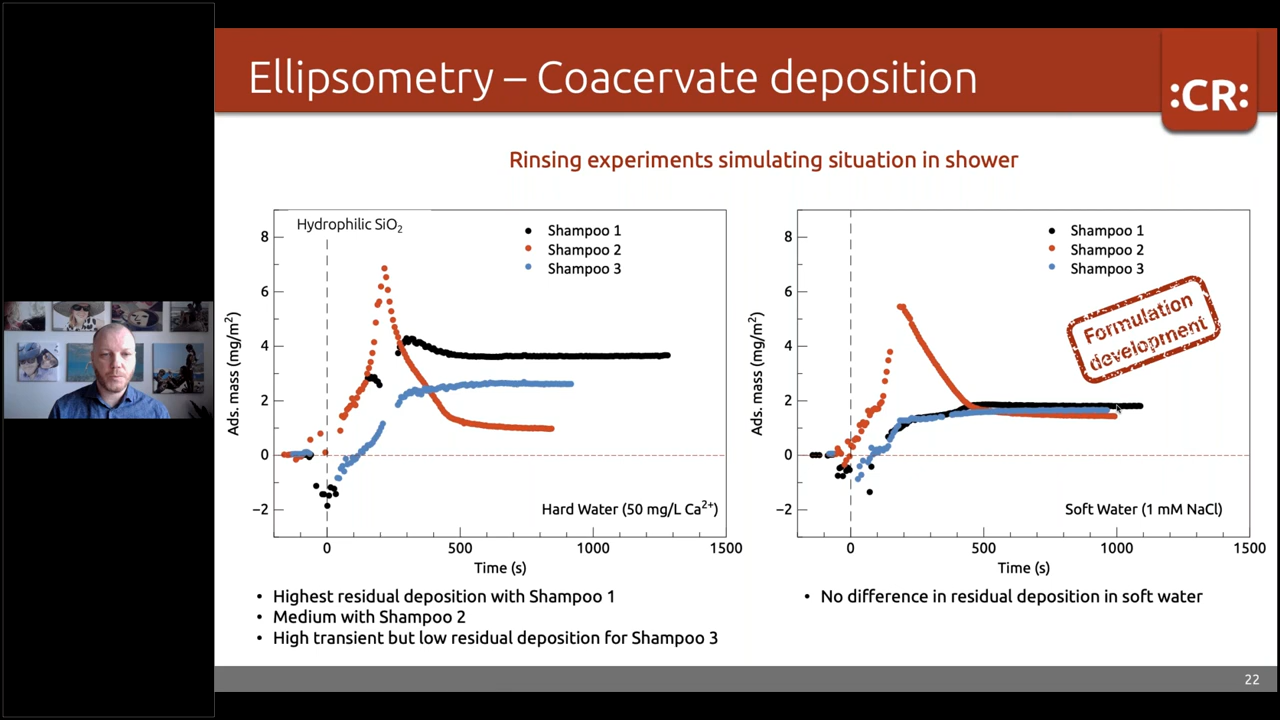 Ellipsometry – Coacervate deposition
:CR:
Rinsing experiments simulating situation in shower
Hydrophilic SiO₂
Shampoo 1
Shampoo 2
Shampoo 3
8
6
4
2
0
−2
Ads. mass (mg/m²)
Hard Water (50 mg/L Ca²⁺)
0 500 1000 1500
Time (s)
Shampoo 1
Shampoo 2
Shampoo 3
Formulation
development
8
6
4
2
0
−2
Ads. mass (mg/m²)
Soft Water (1 mM NaCl)
0 500 1000 1500
Time (s)
• Highest residual deposition with Shampoo 1
• Medium with Shampoo 2
• High transient but low residual deposition for Shampoo 3
• No difference in residual deposition in soft water
22